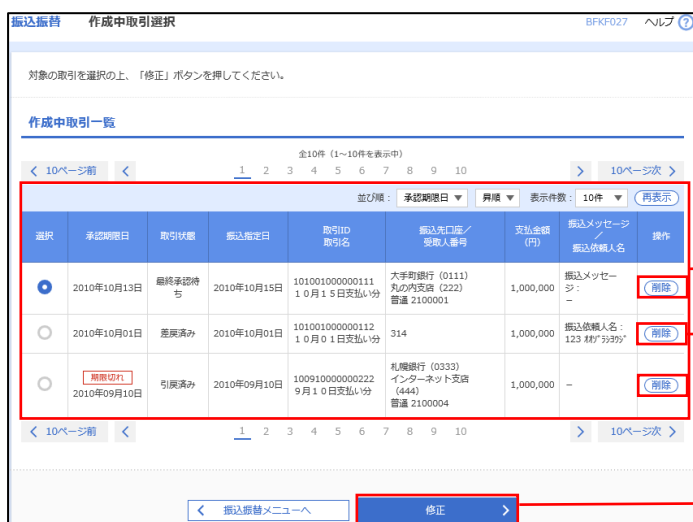 振込振替 作成中取引選択 BFKF027 ヘルプ ?
対象の取引を選択の上、「修正」ボタンを押してください。
作成中取引一覧
全10件（1～10件を表示中）
10ページ前 1 2 3 4 5 6 7 8 9 10 10ページ次
並び順： 承認期限日 ▼ 昇順 ▼ 表示件数： 10件 ▼ 再表示
選択 承認期限日 取引状態 振込指定日 取引ID 取引名 振込先口座／ 受取人番号 支払金額 (円) 振込メッセージ ／ 振込依頼人名 操作
2010年10月13日 最終承認待ち 2010年10月15日 101001000000111 １０月１５日支払い分 大手町銀行（0111） 丸の内支店（222） 普通 2100001 1,000,000 振込メッセージ： － 削除
2010年10月01日 差戻済み 2010年10月01日 101001000000112 １０月０１日支払い分 314 1,000,000 振込依頼人名： 123 削除
期限切れ 2010年09月10日 引戻済み 2010年09月10日 100910000000222 ９月１０日支払い分 札幌銀行（0333） インターネット支店 （444） 普通 2100004 1,000,000 － 削除
10ページ前 1 2 3 4 5 6 7 8 9 10 10ページ次
振込振替メニューへ 修正